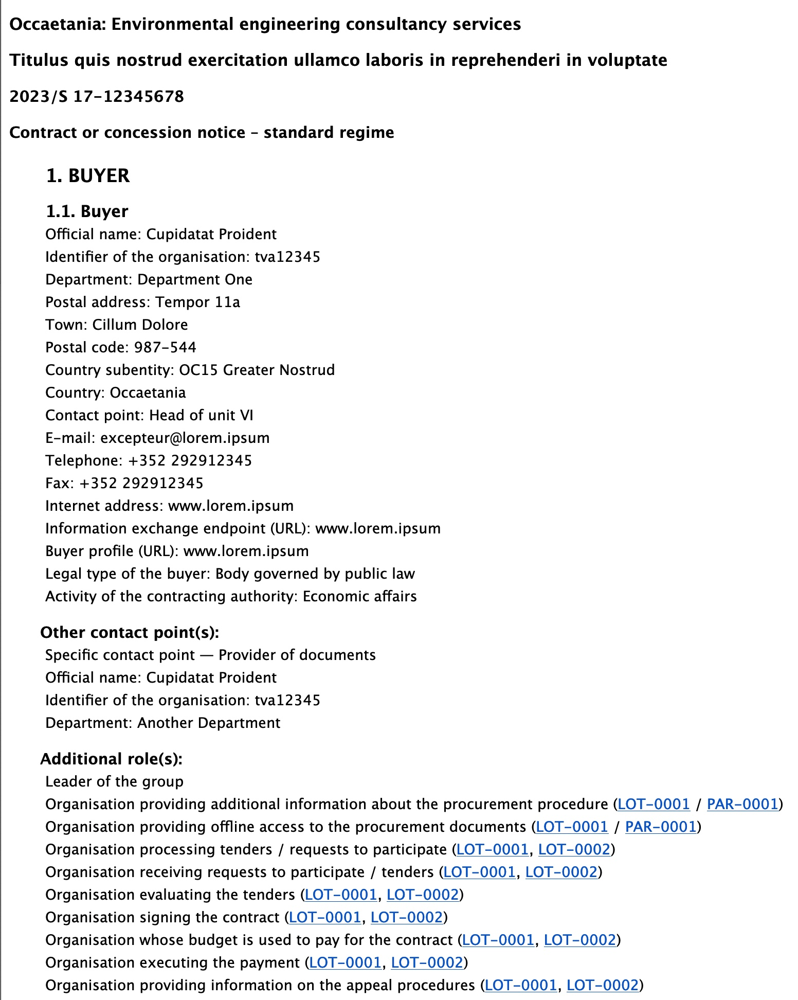 Occaetania: Environmental engineering consultancy services
Titulus quis nostrud exercitation ullamco laboris in reprehenderi in voluptate
2023/S 17-12345678
Contract or concession notice – standard regime
1. BUYER
1.1. Buyer
Official name: Cupidatat Proident
Identifier of the organisation: tva12345
Department: Department One
Postal address: Tempor 11a
Town: Cillum Dolore
Postal code: 987-544
Country subentity: OC15 Greater Nostrud
Country: Occaetania
Contact point: Head of unit VI
E-mail: excepteur@lorem.ipsum
Telephone: +352 292912345
Fax: +352 292912345
Internet address: www.lorem.ipsum
Information exchange endpoint (URL): www.lorem.ipsum
Buyer profile (URL): www.lorem.ipsum
Legal type of the buyer: Body governed by public law
Activity of the contracting authority: Economic affairs
Other contact point(s):
Specific contact point — Provider of documents
Official name: Cupidatat Proident
Identifier of the organisation: tva12345
Department: Another Department
Additional role(s):
Leader of the group
Organisation providing additional information about the procurement procedure (LOT-0001 / PAR-0001)
Organisation providing offline access to the procurement documents (LOT-0001 / PAR-0001)
Organisation processing tenders / requests to participate (LOT-0001, LOT-0002)
Organisation receiving requests to participate / tenders (LOT-0001, LOT-0002)
Organisation evaluating the tenders (LOT-0001, LOT-0002)
Organisation signing the contract (LOT-0001, LOT-0002)
Organisation whose budget is used to pay for the contract (LOT-0001, LOT-0002)
Organisation executing the payment (LOT-0001, LOT-0002)
Organisation providing information on the appeal procedures (LOT-0001, LOT-0002)